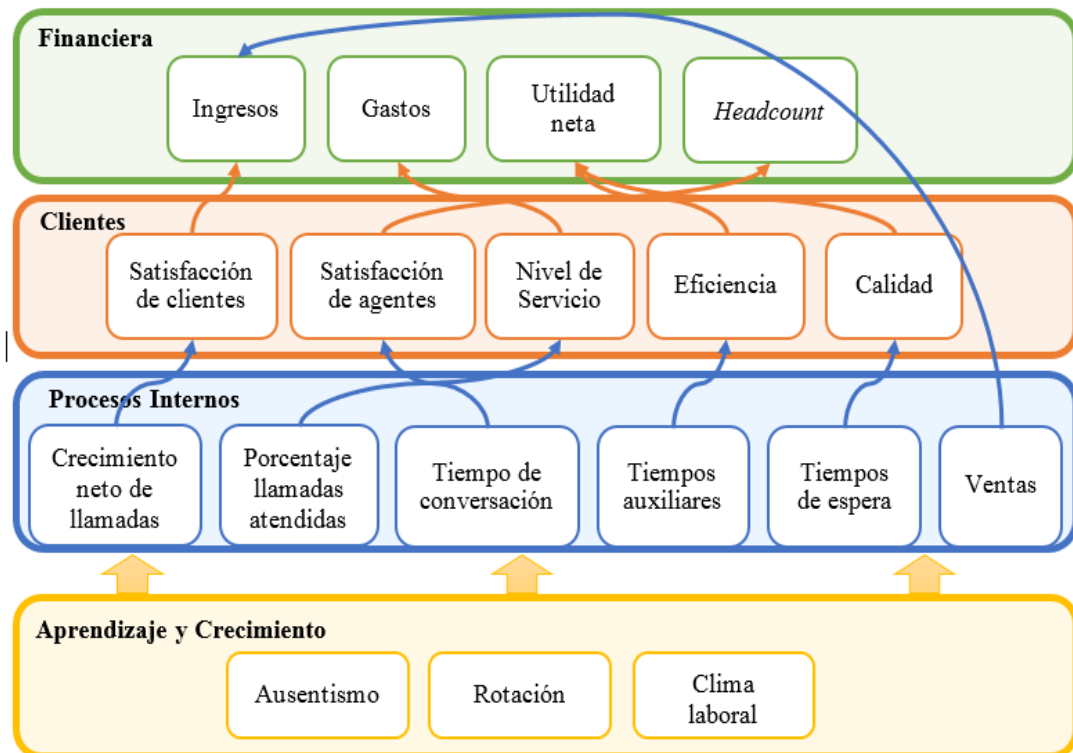 Financiera
Ingresos
Gastos
Utilidad
neta
Headcount
Clientes
Satisfacción
de clientes
Satisfacción
de agentes
Nivel de
Servicio
Eficiencia
Calidad
Procesos Internos
Crecimiento
neto de
llamadas
Porcentaje
llamadas
atendidas
Tiempo de
conversación
Tiempos
auxiliares
Tiempos
de espera
Ventas
Aprendizaje y Crecimiento
Ausentismo
Rotación
Clima
laboral